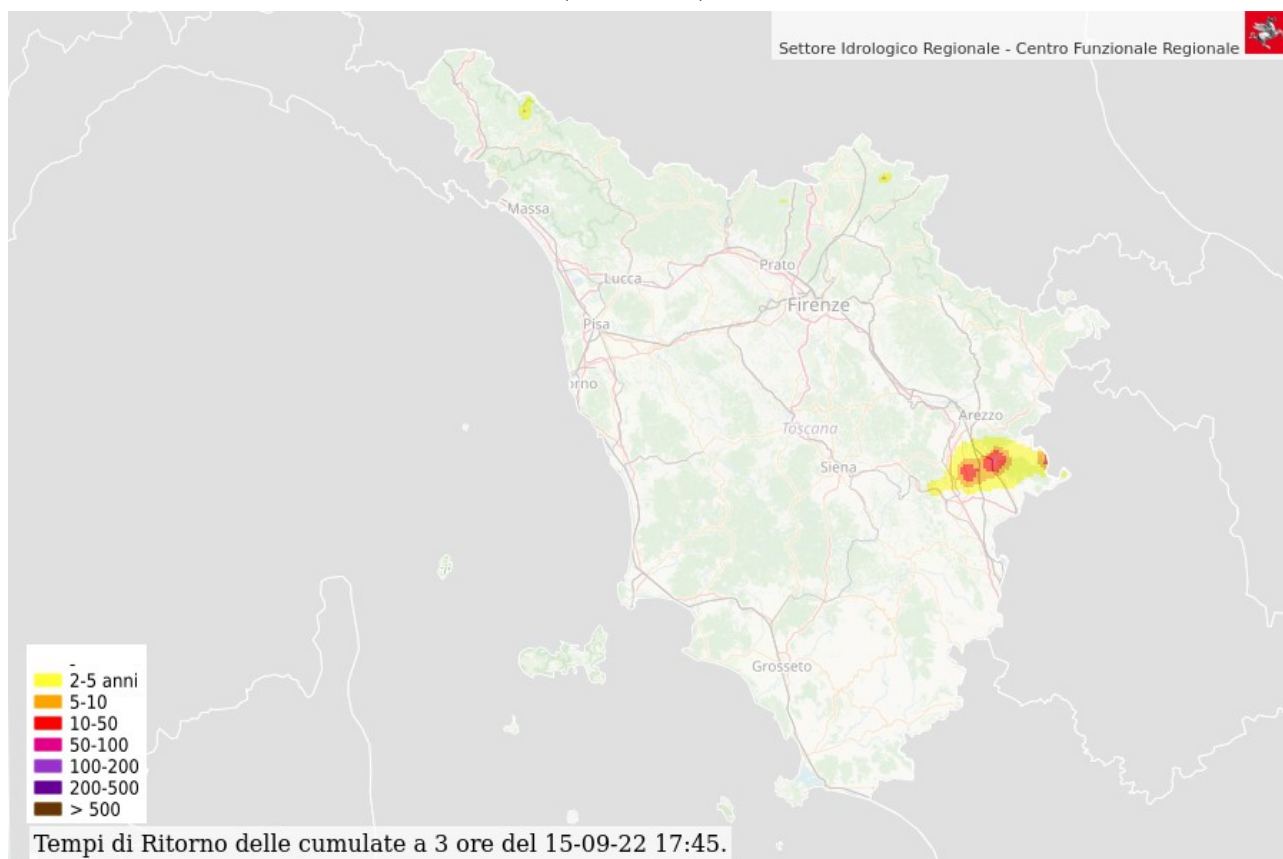 Settore Idrologico Regionale - Centro Funzionale Regionale
Massa
Prato
Lucca
Firenze
Pisa
orno
Arezzo
Toscana
Siena
Grosseto
-
2-5 anni
5-10
10-50
50-100
100-200
200-500
> 500
Tempi di Ritorno delle cumulate a 3 ore del 15-09-22 17:45.